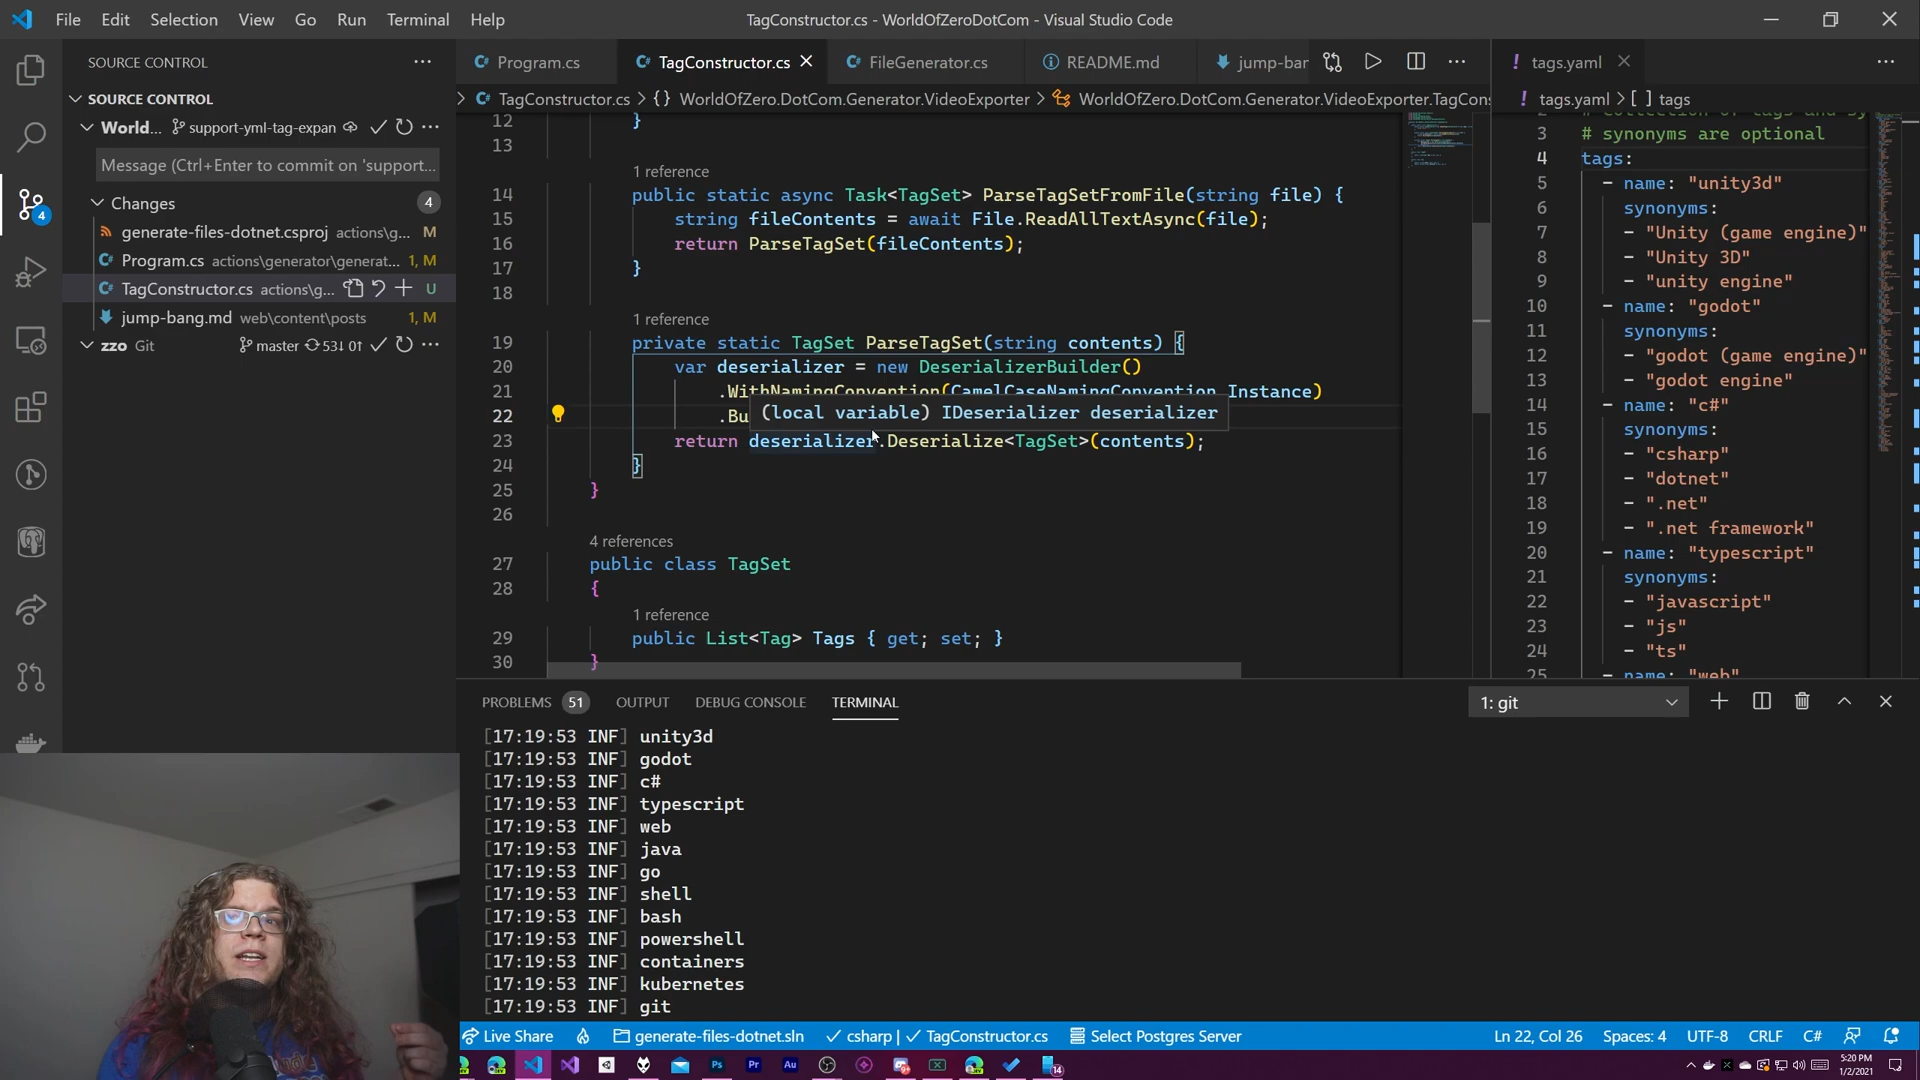 File Edit Selection View Go Run Terminal Help
TagConstructor.cs - WorldOfZeroDotCom - Visual Studio Code
SOURCE CONTROL
SOURCE CONTROL
World... support-yml-tag-expan
Message (Ctrl+Enter to commit on 'support...
Changes 4
generate-files-dotnet.csproj actions\g... M
Program.cs actions\generator\generat... 1, M
TagConstructor.cs actions\g... U
jump-bang.md web\content\posts 1, M
zzo Git master 53↓ 0↑
4
Program.cs TagConstructor.cs FileGenerator.cs README.md jump-bar
TagConstructor.cs > {} WorldOfZero.DotCom.Generator.VideoExporter > WorldOfZero.DotCom.Generator.VideoExporter.TagCons
12 }
13
1 reference
14 public static async Task<TagSet> ParseTagSetFromFile(string file) {
15 string fileContents = await File.ReadAllTextAsync(file);
16 return ParseTagSet(fileContents);
17 }
18
1 reference
19 private static TagSet ParseTagSet(string contents) {
20 var deserializer = new DeserializerBuilder()
21 .WithNamingConvention(CamelCaseNamingConvention.Instance)
22 .Bu
(local variable) IDeserializer deserializer
23 return deserializer.Deserialize<TagSet>(contents);
24 }
25 }
26
4 references
27 public class TagSet
28 {
1 reference
29 public List<Tag> Tags { get; set; }
30 }
tags.yaml
tags.yaml > [ ] tags
3 # synonyms are optional
4 tags:
5 - name: "unity3d"
6 synonyms:
7 - "Unity (game engine)"
8 - "Unity 3D"
9 - "unity engine"
10 - name: "godot"
11 synonyms:
12 - "godot (game engine)"
13 - "godot engine"
14 - name: "c#"
15 synonyms:
16 - "csharp"
17 - "dotnet"
18 - ".net"
19 - ".net framework"
20 - name: "typescript"
21 synonyms:
22 - "javascript"
23 - "js"
24 - "ts"
25 - name: "web"
PROBLEMS 51 OUTPUT DEBUG CONSOLE TERMINAL
1: git
[17:19:53 INF] unity3d
[17:19:53 INF] godot
[17:19:53 INF] c#
[17:19:53 INF] typescript
[17:19:53 INF] web
[17:19:53 INF] java
[17:19:53 INF] go
[17:19:53 INF] shell
[17:19:53 INF] bash
[17:19:53 INF] powershell
[17:19:53 INF] containers
[17:19:53 INF] kubernetes
[17:19:53 INF] git
Live Share generate-files-dotnet.sln csharp | TagConstructor.cs Select Postgres Server
Ln 22, Col 26 Spaces: 4 UTF-8 CRLF C#
Ps Pr Au 14
5:20 PM
1/2/2021